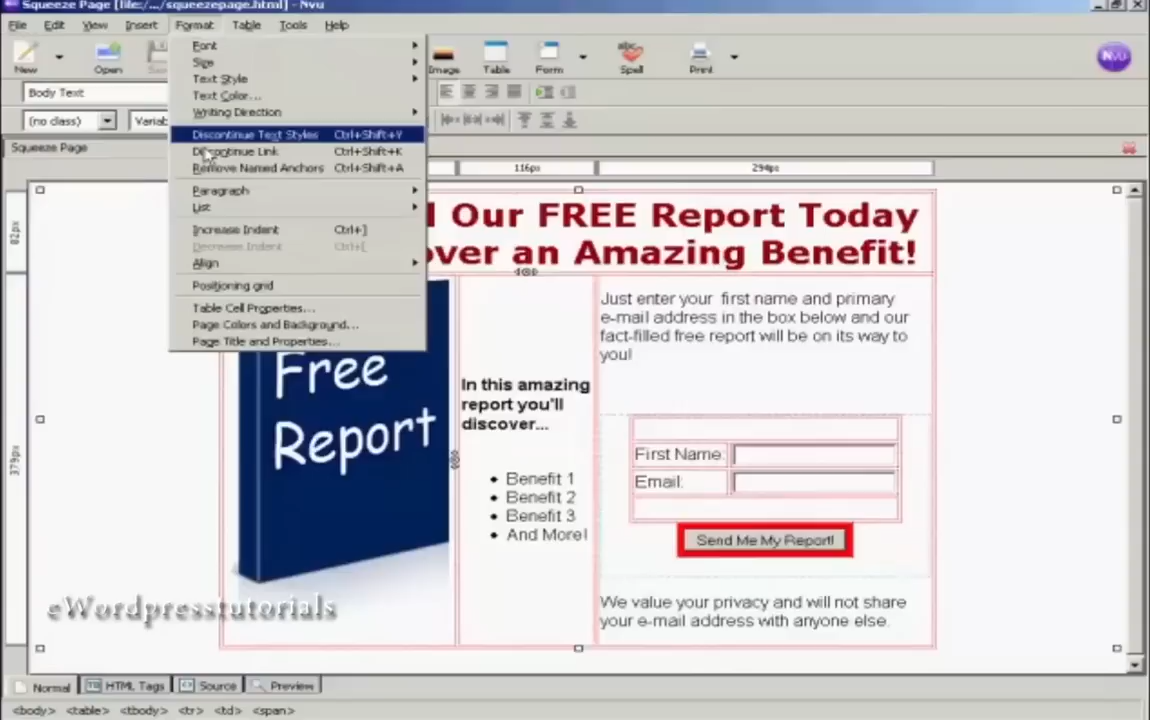 Squeeze Page [file:/.../squeezepage.html] - Nvu
File Edit View Insert Format Table Tools Help
New Open Image Table Form Spell Print NVU
Body Text
(no class)
Squeeze Page
Font
Size
Text Style
Text Color...
Writing Direction
Discontinue Text Styles Ctrl+Shift+Y
Discontinue Link Ctrl+Shift+K
Remove Named Anchors Ctrl+Shift+A
Paragraph
List
Increase Indent Ctrl+]
Decrease Indent Ctrl+[
Align
Positioning grid
Table Cell Properties...
Page Colors and Background...
Page Title and Properties...
116px 294px
82px
379px
Our FREE Report Today
an Amazing Benefit!
Free
Report
In this amazing
report you'll
discover...
• Benefit 1
• Benefit 2
• Benefit 3
• And More!
Just enter your first name and primary
e-mail address in the box below and our
fact-filled free report will be on its way to
you!
First Name:
Email:
Send Me My Report!
We value your privacy and will not share
your e-mail address with anyone else.
eWordpresstutorials
Normal HTML Tags Source Preview
<body> <table> <tbody> <tr> <td> <span>